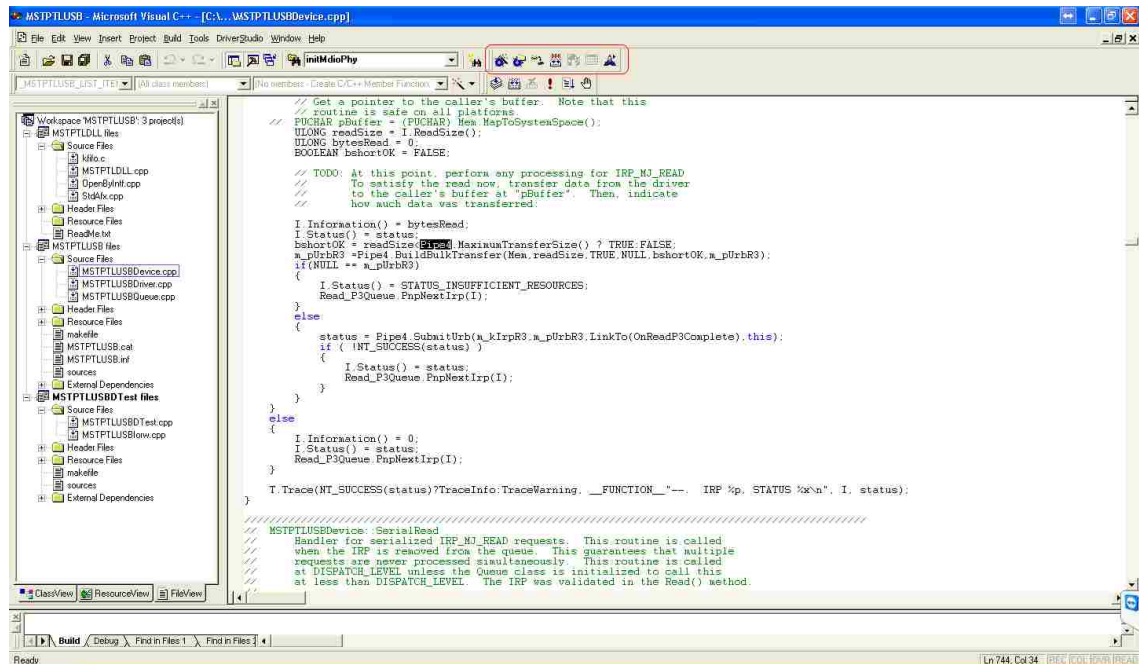 MSTPTLUSB - Microsoft Visual C++ - [C:\...\MSTPTLUSBDevice.cpp]
File Edit View Insert Project Build Tools DriverStudio Window Help
initMdioPhy
_MSTPTLUSB_LIST_ITE [All class members] [No members - Create C/C++ Member Function
Workspace 'MSTPTLUSB': 3 project(s)
MSTPTLDLL files
Source Files
kfifo.c
MSTPTLDLL.cpp
OpenByIntf.cpp
StdAfx.cpp
Header Files
Resource Files
ReadMe.txt
MSTPTLUSB files
Source Files
MSTPTLUSBDevice.cpp
MSTPTLUSBDriver.cpp
MSTPTLUSBQueue.cpp
Header Files
Resource Files
makefile
MSTPTLUSB.cat
MSTPTLUSB.inf
sources
External Dependencies
MSTPTLUSBDTest files
Source Files
MSTPTLUSBDTest.cpp
MSTPTLUSBIorw.cpp
Header Files
Resource Files
makefile
sources
External Dependencies
ClassView ResourceView FileView
// Get a pointer to the caller's buffer. Note that this
// routine is safe on all platforms.
// PUCHAR pBuffer = (PUCHAR) Mem.MapToSystemSpace();
ULONG readSize = I.ReadSize();
ULONG bytesRead = 0;
BOOLEAN bshortOK = FALSE;
// TODO: At this point, perform any processing for IRP_MJ_READ
// To satisfy the read now, transfer data from the driver
// to the caller's buffer at "pBuffer". Then, indicate
// how much data was transferred:
I.Information() = bytesRead;
I.Status() = status;
bshortOK = readSize<Pipe4.MaximumTransferSize() ? TRUE:FALSE;
m_pUrbR3 =Pipe4.BuildBulkTransfer(Mem,readSize,TRUE,NULL,bshortOK,m_pUrbR3);
if(NULL == m_pUrbR3)
{
I.Status() = STATUS_INSUFFICIENT_RESOURCES;
Read_P3Queue.PnpNextIrp(I);
}
else
{
status = Pipe4.SubmitUrb(m_kIrpR3,m_pUrbR3,LinkTo(OnReadP3Complete),this);
if ( !NT_SUCCESS(status) )
{
I.Status() = status;
Read_P3Queue.PnpNextIrp(I);
}
}
}
else
{
I.Information() = 0;
I.Status() = status;
Read_P3Queue.PnpNextIrp(I);
}
T.Trace(NT_SUCCESS(status)?TraceInfo:TraceWarning, __FUNCTION__"--. IRP %p, STATUS %x\n", I, status);
}
// MSTPTLUSBDevice::SerialRead
// Handler for serialized IRP_MJ_READ requests. This routine is called
// when the IRP is removed from the queue. This guarantees that multiple
// requests are never processed simultaneously. This routine is called
// at DISPATCH_LEVEL unless the Queue class is initialized to call this
// at less than DISPATCH_LEVEL. The IRP was validated in the Read() method.
Build Debug Find in Files 1 Find in Files 2
Ready Ln 744, Col 34 REC COL OVR READ